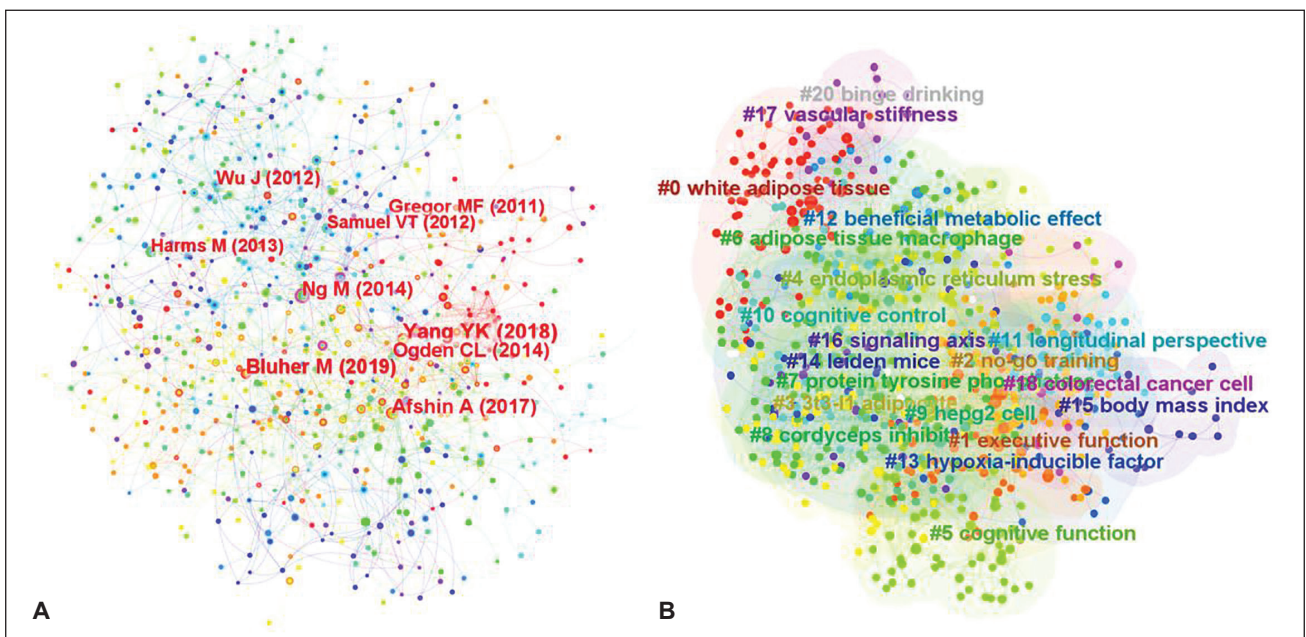 Wu J (2012)
Gregor MF (2011)
Samuel VT (2012)
Harms M (2013)
Ng M (2014)
Yang YK (2018)
Ogden CL (2014)
Bluher M (2019)
Afshin A (2017)
A
#20 binge drinking
#17 vascular stiffness
#0 white adipose tissue
#12 beneficial metabolic effect
#6 adipose tissue macrophage
#4 endoplasmic reticulum stress
#10 cognitive control
#16 signaling axis
#11 longitudinal perspective
#14 leiden mice
#2 no-go training
#7 protein tyrosine
#18 colorectal cancer cell
#3 3t3-l1
#15 body mass index
#9 hepg2 cell
#8 cordyceps inhibit
#1 executive function
#13 hypoxia-inducible factor
#5 cognitive function
B